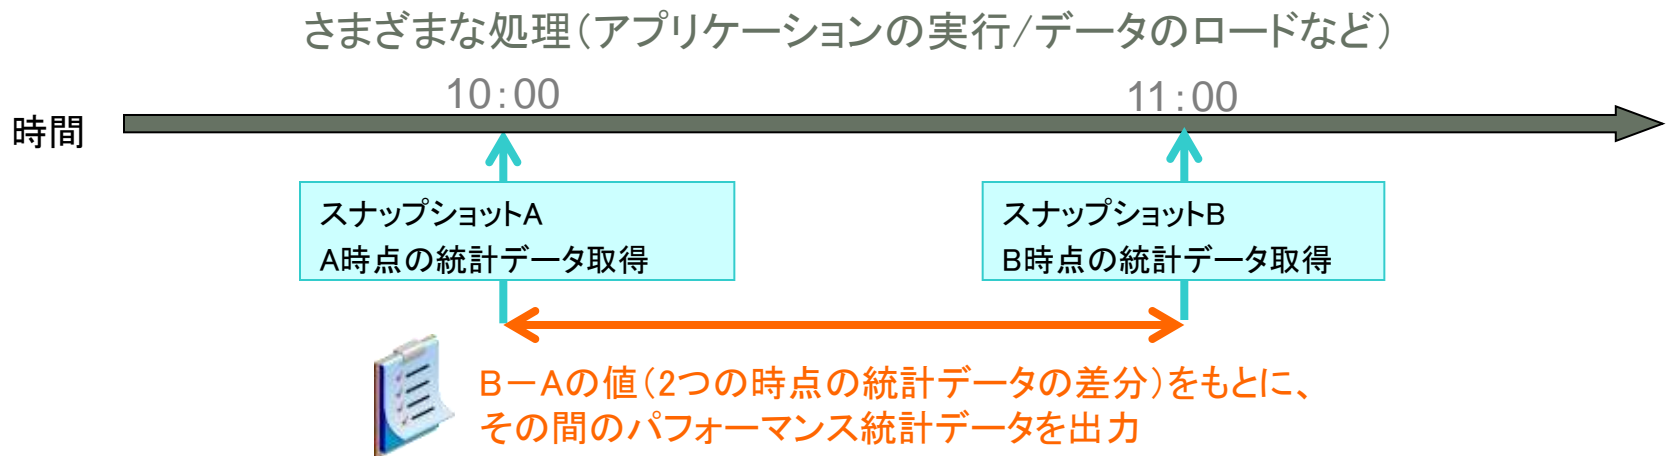 さまざまな処理（アプリケーションの実行/データのロードなど）
10：00
11：00
時間
スナップショットA
A時点の統計データ取得
スナップショットB
B時点の統計データ取得
B－Aの値（2つの時点の統計データの差分）をもとに、
その間のパフォーマンス統計データを出力